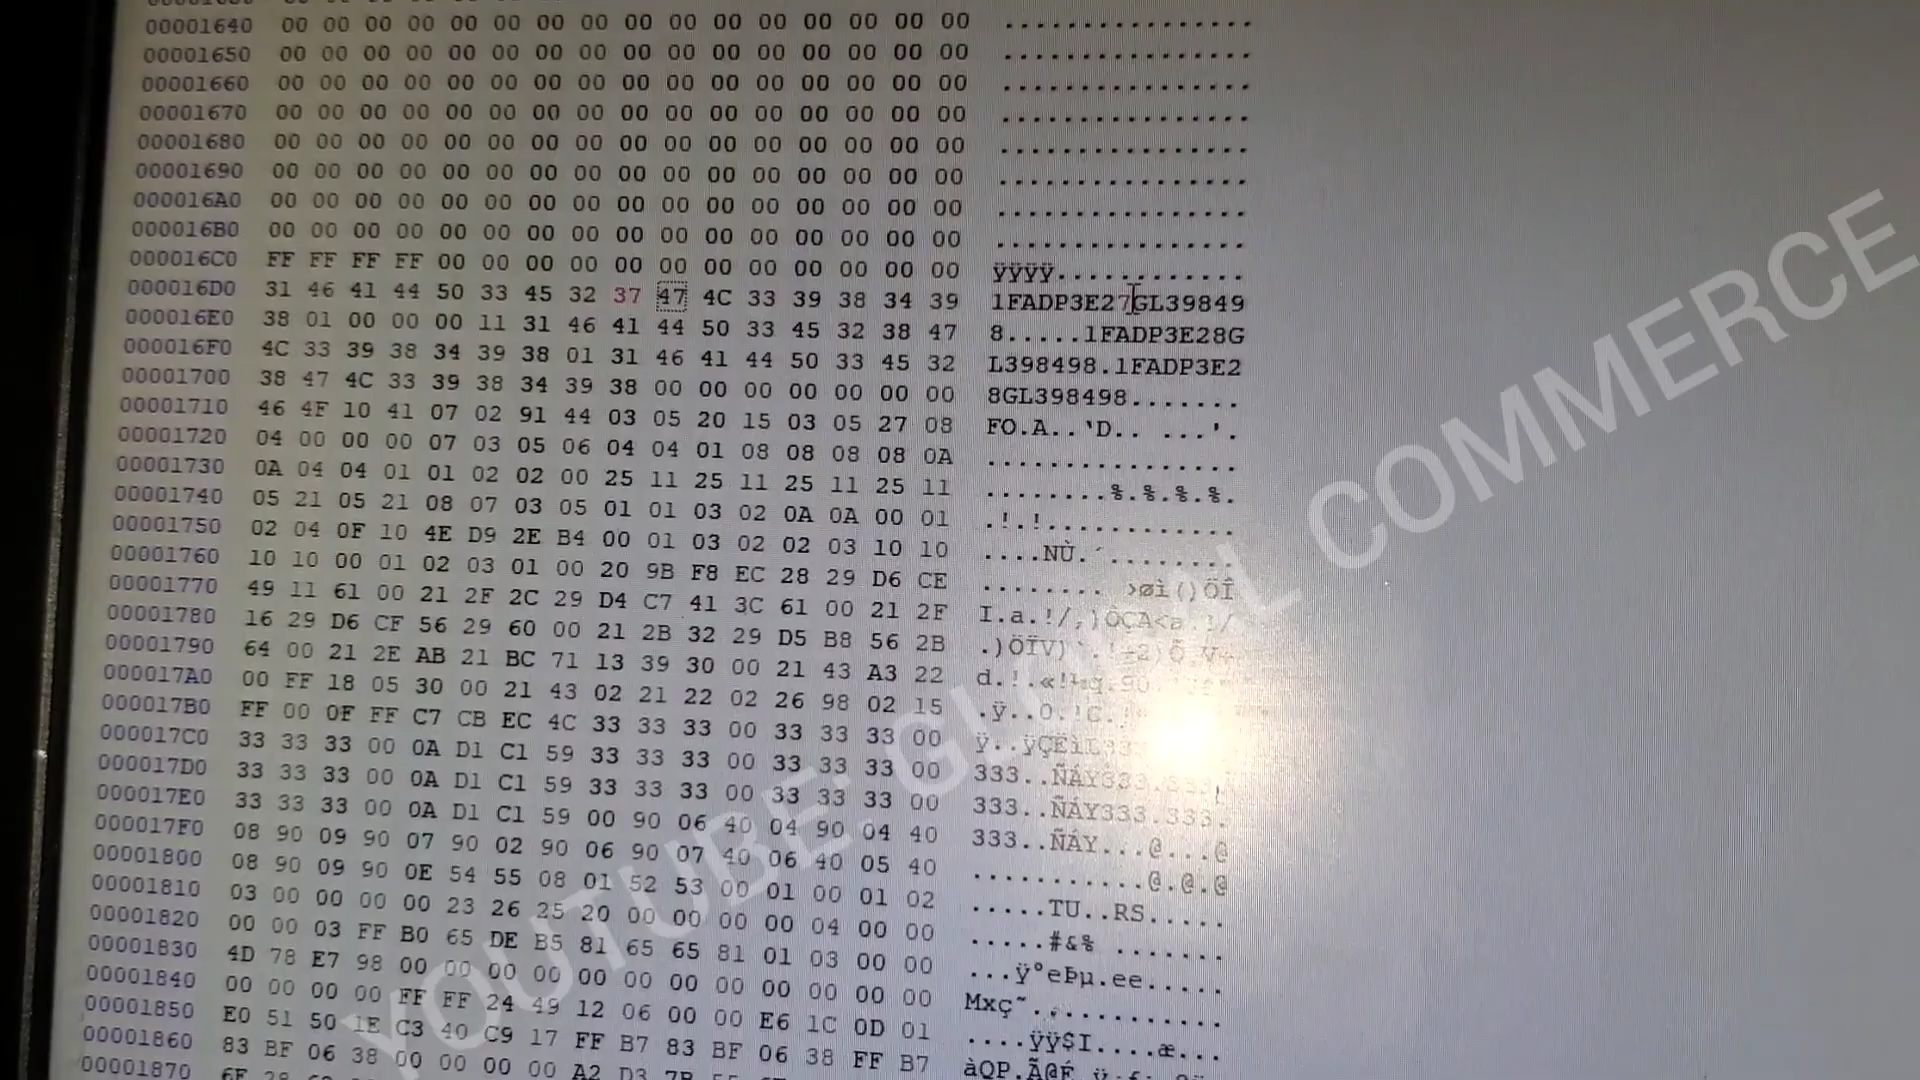 00001640 00 00 00 00 00 00 00 00 00 00 00 00 00 00 00 00 ................
00001650 00 00 00 00 00 00 00 00 00 00 00 00 00 00 00 00 ................
00001660 00 00 00 00 00 00 00 00 00 00 00 00 00 00 00 00 ................
00001670 00 00 00 00 00 00 00 00 00 00 00 00 00 00 00 00 ................
00001680 00 00 00 00 00 00 00 00 00 00 00 00 00 00 00 00 ................
00001690 00 00 00 00 00 00 00 00 00 00 00 00 00 00 00 00 ................
000016A0 00 00 00 00 00 00 00 00 00 00 00 00 00 00 00 00 ................
000016B0 00 00 00 00 00 00 00 00 00 00 00 00 00 00 00 00 ................
000016C0 FF FF FF FF 00 00 00 00 00 00 00 00 00 00 00 00 ÿÿÿÿ............
000016D0 31 46 41 44 50 33 45 32 37 47 4C 33 39 38 34 39 1FADP3E27GL39849
000016E0 38 01 00 00 00 11 31 46 41 44 50 33 45 32 38 47 8.....1FADP3E28G
000016F0 4C 33 39 38 34 39 38 01 31 46 41 44 50 33 45 32 L398498.1FADP3E2
00001700 38 47 4C 33 39 38 34 39 38 00 00 00 00 00 00 00 8GL398498.......
00001710 46 4F 10 41 07 02 91 44 03 05 20 15 03 05 27 08 FO.A..'D.. ...'.
00001720 04 00 00 00 07 03 05 06 04 04 01 08 08 08 08 0A ................
00001730 0A 04 04 01 01 02 02 00 25 11 25 11 25 11 25 11 ........%.%.%.%.
00001740 05 21 05 21 08 07 03 05 01 01 03 02 0A 0A 00 01 .!.!............
00001750 02 04 0F 10 4E D9 2E B4 00 01 03 02 02 03 10 10 ....NÙ.´........
00001760 10 10 00 01 02 03 01 00 20 9B F8 EC 28 29 D6 CE ........ ›øì()ÖÎ
00001770 49 11 61 00 21 2F 2C 29 D4 C7 41 3C 61 00 21 2F I.a.!/,)ÔÇA<a.!/
00001780 16 29 D6 CF 56 29 60 00 21 2B 32 29 D5 B8 56 2B .)ÖÏV)`.!+2)Õ¸V+
00001790 64 00 21 2E AB 21 BC 71 13 39 30 00 21 43 A3 22 d.!.«!¼q.90.
000017A0 00 FF 18 05 30 00 21 43 02 21 22 02 26 98 02 15 .ÿ..0.!C.!
000017B0 FF 00 0F FF C7 CB EC 4C 33 33 33 00 33 33 33 00 ÿ..ÿÇËìL333
000017C0 33 33 33 00 0A D1 C1 59 33 33 33 00 33 33 33 00 333..ÑÁY333.333.
000017D0 33 33 33 00 0A D1 C1 59 33 33 33 00 33 33 33 00 333..ÑÁY333.333.
000017E0 33 33 33 00 0A D1 C1 59 00 90 06 40 04 90 04 40 333..ÑÁY...@...@
000017F0 08 90 09 90 07 90 02 90 06 90 07 40 06 40 05 40 ...........@.@.@
00001800 08 90 09 90 0E 54 55 08 01 52 53 00 01 00 01 02 .....TU..RS.....
00001810 03 00 00 00 00 23 26 25 20 00 00 00 00 04 00 00 .....#&% .......
00001820 00 00 03 FF B0 65 DE B5 81 65 65 81 01 03 00 00 ...ÿ°eÞµ.ee.....
00001830 4D 78 E7 98 00 00 00 00 00 00 00 00 00 00 00 00 Mxç˜............
00001840 00 00 00 00 FF FF 24 49 12 06 00 00 E6 1C 0D 01 ....ÿÿ$I....æ...
00001850 E0 51 50 1E C3 40 C9 17 FF B7 83 BF 06 38 FF B7 àQP.Ã@É.ÿ
00001860 83 BF 06 38 00 00 00 00
00001870
YOUTUBE: GLOBAL COMMERCE